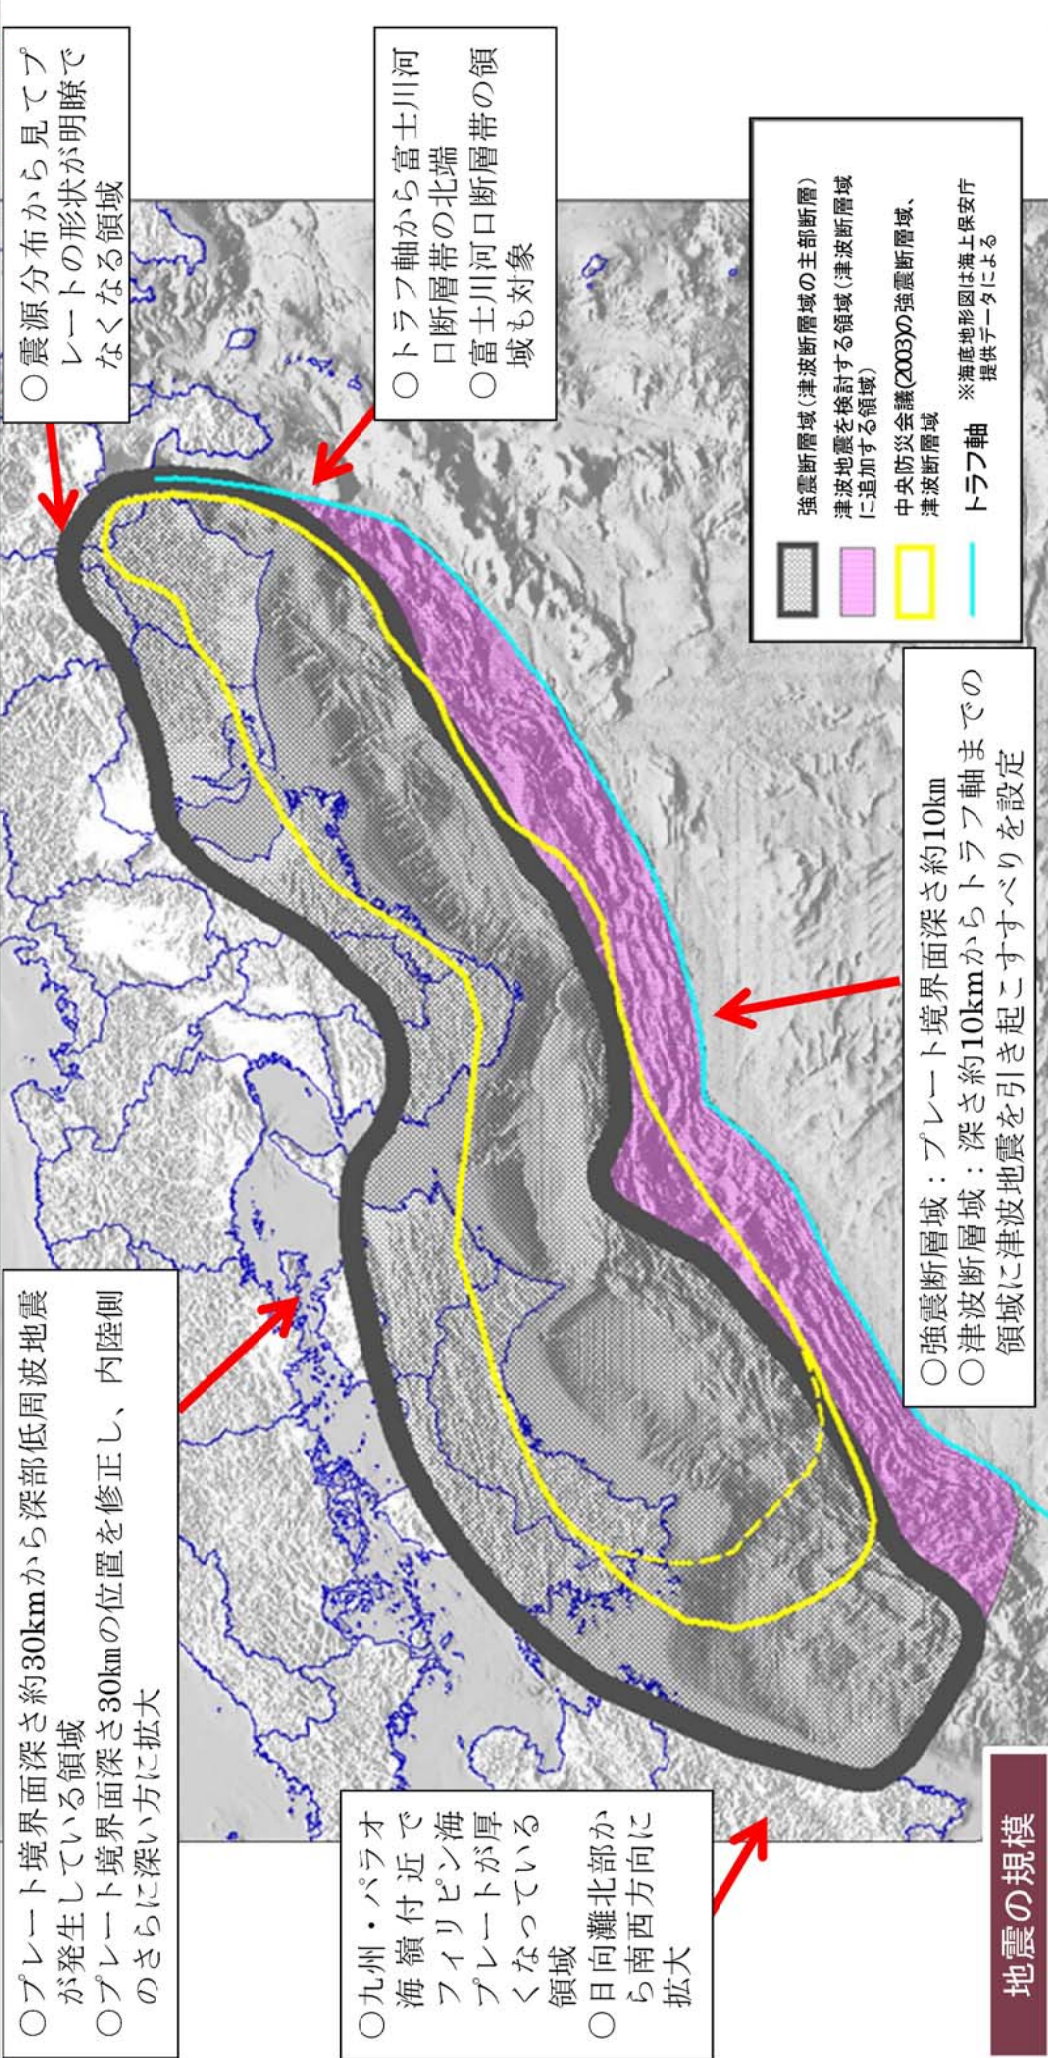 ○プレート境界面深さ約30kmから深部低周波地震
が発生している領域
○プレート境界面深さ30㎞の位置を修正し、内陸側
のさらに深い方に拡大
○震源分布から見てプ
レートの形状が明瞭で
なくなる領域
○九州・パラオ
海嶺付近で
フィリピン海
プレートが厚
くなっている
領域
○日向灘北部か
ら南西方向に
拡大
○トラフ軸から富士川河
口断層帯の北端
○富士川河口断層帯の領
域も対象
強震断層域(津波断層域の主部断層)
津波地震を検討する領域(津波断層域
に追加する領域)
中央防災会議(2003)の強震断層域、
津波断層域
トラフ軸
※海底地形図は海上保安庁
提供データによる
○強震断層域：プレート境界面深さ約10㎞
○津波断層域：深さ約10kmからトラフ軸までの
領域に津波地震を引き起こすすべりを設定
地震の規模